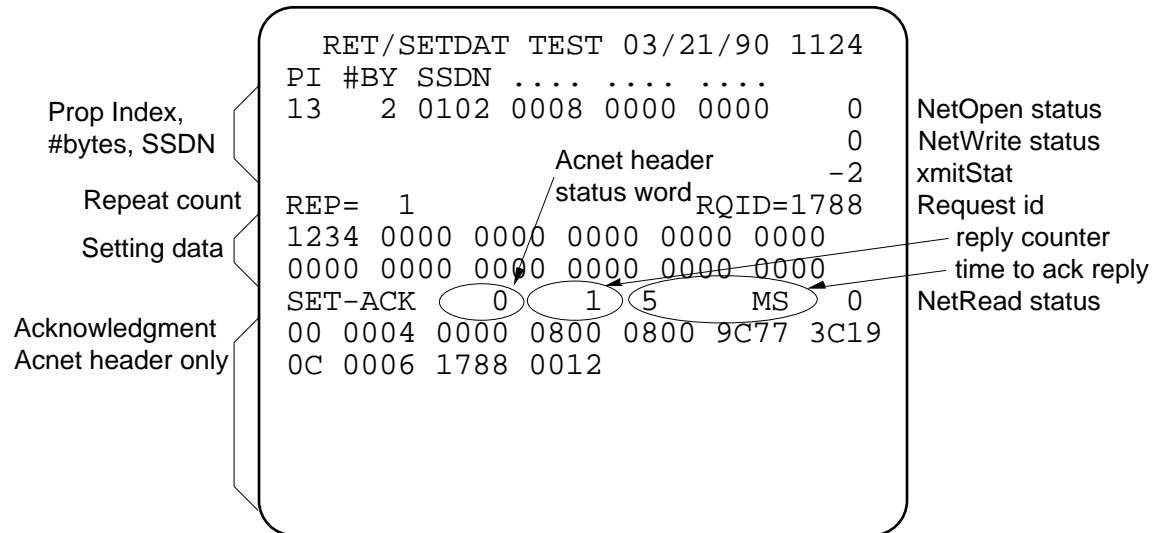 RET/SETDAT TEST 03/21/90 1124
PI #BY SSDN .... .... ....
Prop Index,
#bytes, SSDN
13 2 0102 0008 0000 0000 0 NetOpen status
0 NetWrite status
Acnet header
status word
-2 xmitStat
Repeat count REP= 1 RQID=1788 Request id
Setting data
1234 0000 0000 0000 0000 0000 reply counter
0000 0000 0000 0000 0000 0000 time to ack reply
SET-ACK 0 1 5 MS 0 NetRead status
Acknowledgment
Acnet header only
00 0004 0000 0800 0800 9C77 3C19
0C 0006 1788 0012